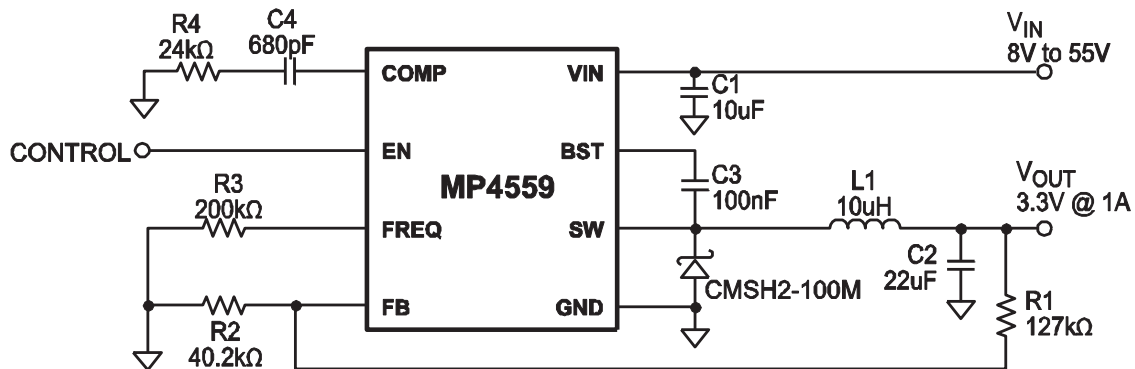 R4
24kΩ
C4
680pF
COMP
VIN
V_IN
8V to 55V
C1
10uF
CONTROL
EN
BST
MP4559
C3
100nF
L1
10uH
V_OUT
3.3V @ 1A
R3
200kΩ
FREQ
SW
C2
22uF
CMSH2-100M
R1
127kΩ
FB
GND
R2
40.2kΩ